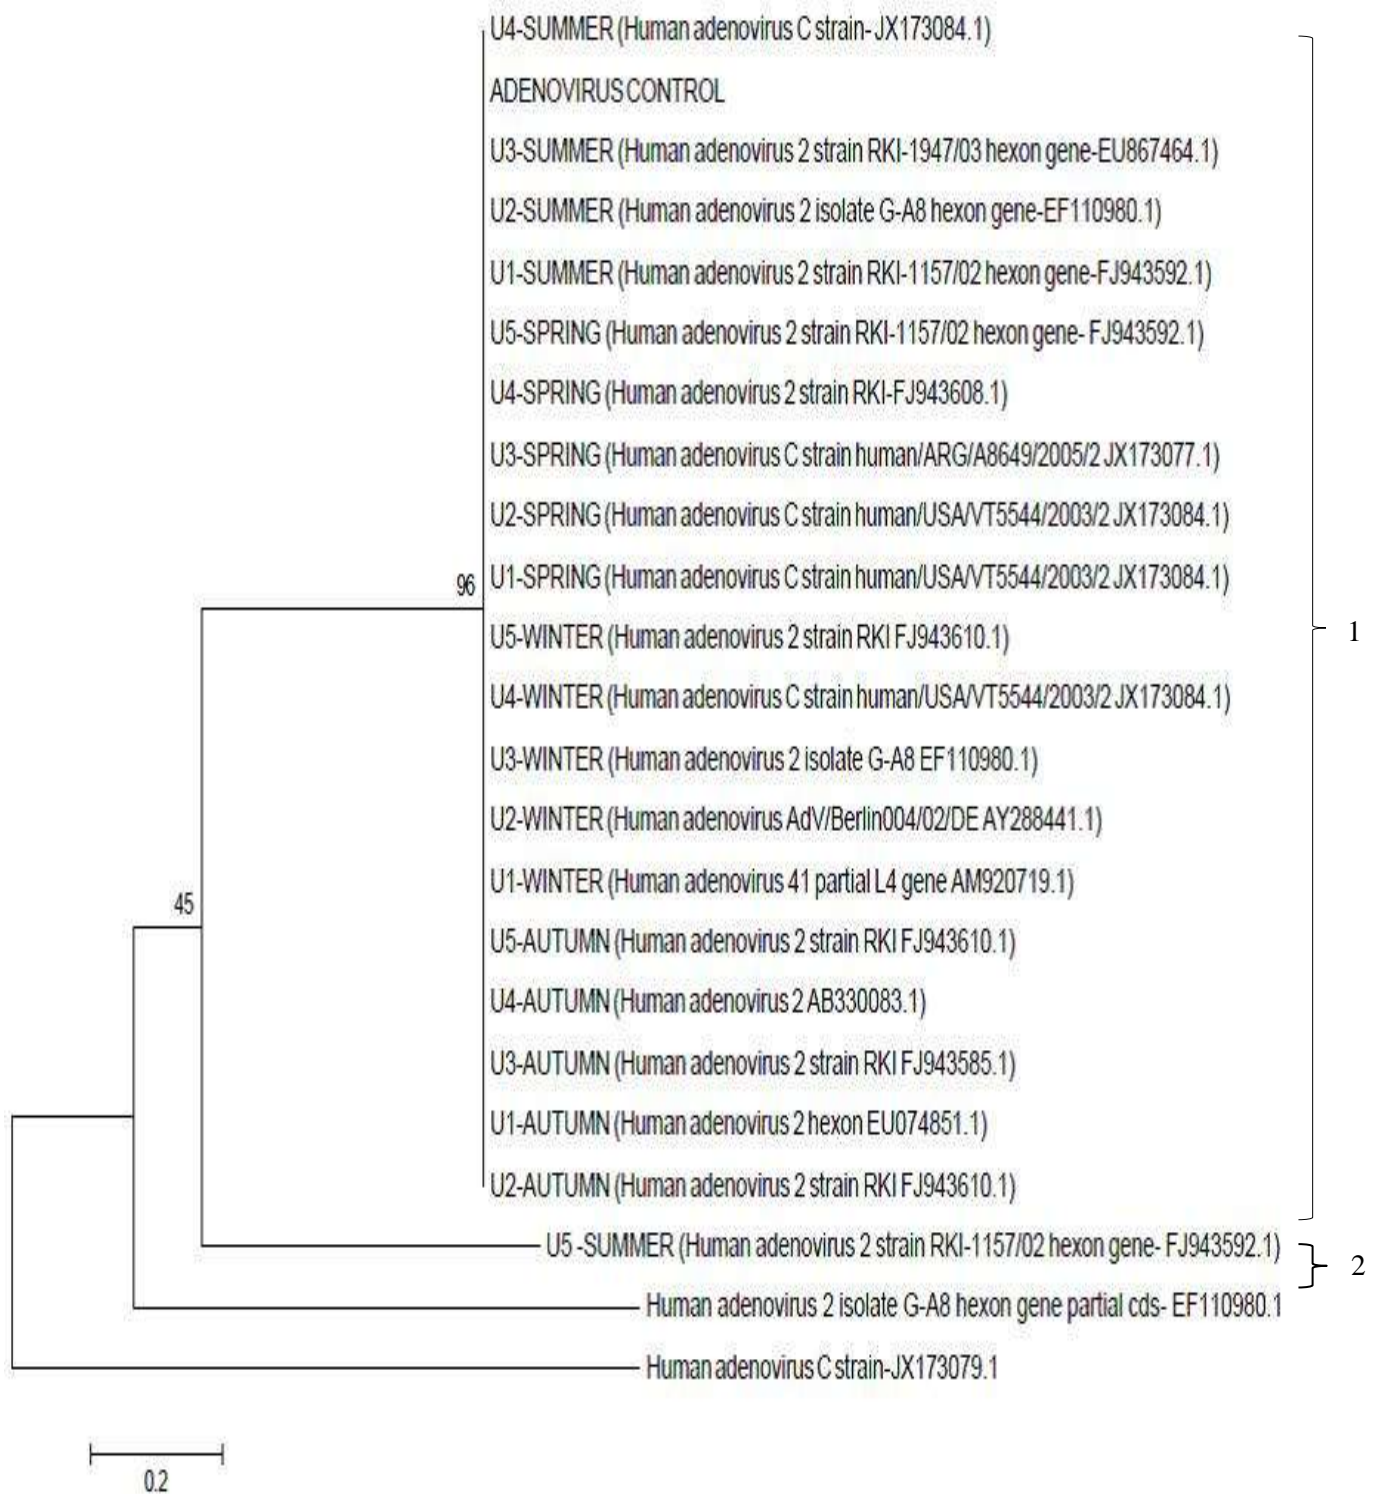 U4-SUMMER (Human adenovirus C strain- JX173084.1)
ADENOVIRUS CONTROL
U3-SUMMER (Human adenovirus 2 strain RKI-1947/03 hexon gene-EU867464.1)
U2-SUMMER (Human adenovirus 2 isolate G-A8 hexon gene-EF110980.1)
U1-SUMMER (Human adenovirus 2 strain RKI-1157/02 hexon gene-FJ943592.1)
U5-SPRING (Human adenovirus 2 strain RKI-1157/02 hexon gene- FJ943592.1)
U4-SPRING (Human adenovirus 2 strain RKI-FJ943608.1)
U3-SPRING (Human adenovirus C strain human/ARG/A8649/2005/2 JX173077.1)
U2-SPRING (Human adenovirus C strain human/USA/VT5544/2003/2 JX173084.1)
96
U1-SPRING (Human adenovirus C strain human/USA/VT5544/2003/2 JX173084.1)
U5-WINTER (Human adenovirus 2 strain RKI FJ943610.1)
1
U4-WINTER (Human adenovirus C strain human/USA/VT5544/2003/2 JX173084.1)
U3-WINTER (Human adenovirus 2 isolate G-A8 EF110980.1)
U2-WINTER (Human adenovirus AdV/Berlin004/02/DE AY288441.1)
U1-WINTER (Human adenovirus 41 partial L4 gene AM920719.1)
45
U5-AUTUMN (Human adenovirus 2 strain RKI FJ943610.1)
U4-AUTUMN (Human adenovirus 2 AB330083.1)
U3-AUTUMN (Human adenovirus 2 strain RKI FJ943585.1)
U1-AUTUMN (Human adenovirus 2 hexon EU074851.1)
U2-AUTUMN (Human adenovirus 2 strain RKI FJ943610.1)
U5 -SUMMER (Human adenovirus 2 strain RKI-1157/02 hexon gene- FJ943592.1)
2
Human adenovirus 2 isolate G-A8 hexon gene partial cds- EF110980.1
Human adenovirus C strain-JX173079.1
0.2